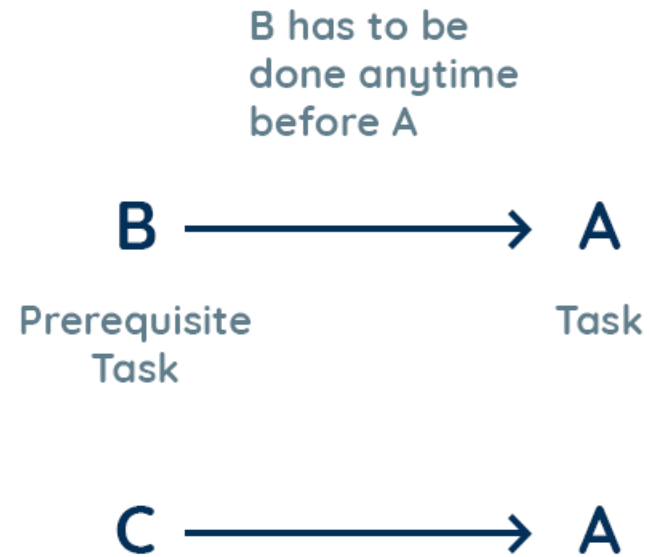 B has to be
done anytime
before A
B
A
Prerequisite
Task
Task
C
A